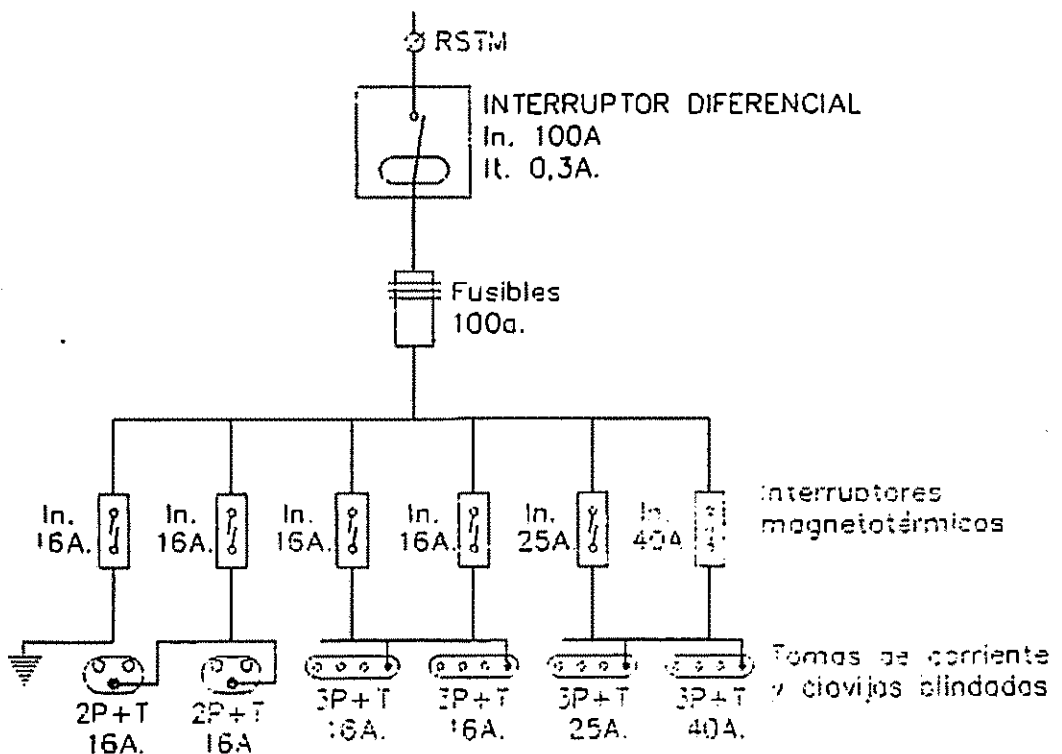 RSTM
INTERRUPTOR DIFERENCIAL
In. 100A
It. 0,3A.
Fusibles
100a.
In.
16A.
In.
16A.
In.
16A.
In.
16A.
In.
25A.
In.
40A
Interruptores
magnetotérmicos
2P+T
16A.
2P+T
16A
3P+T
16A.
3P+T
16A.
3P+T
25A.
3P+T
40A.
Tomas de corriente
y clavijas blindadas